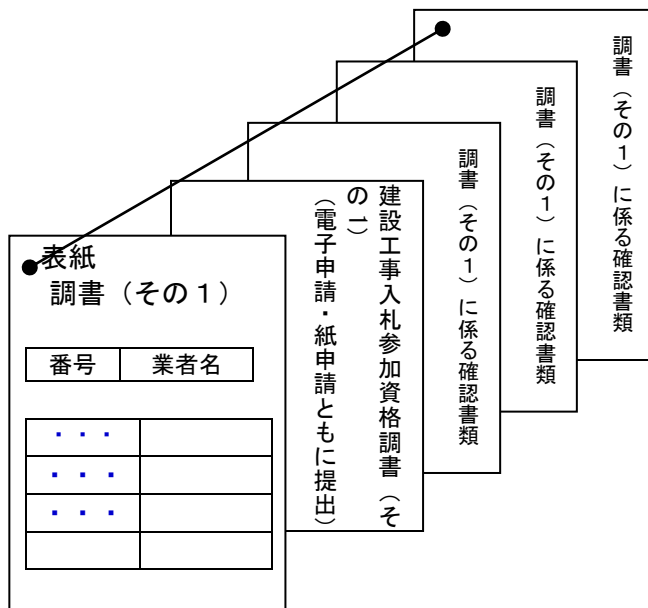 表紙
調書（その１）
番号 業者名
・・・
・・・
・・・
建設工事入札参加資格調書（そ
の 1）
（電子申請・紙申請ともに提出）
調書（その１）に係る確認書類
調書（その１）に係る確認書類
調書（その１）に係る確認書類